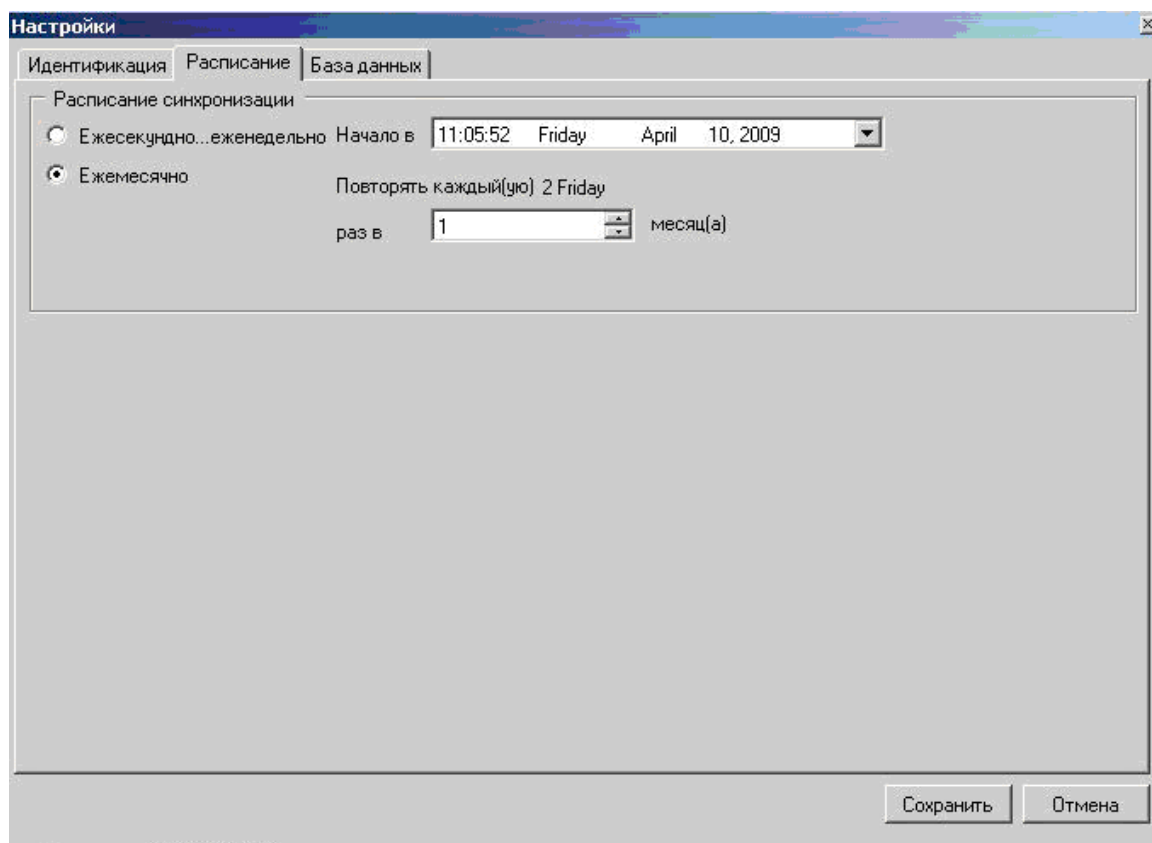 Настройки
Идентификация Расписание База данных
Расписание синхронизации
Ежесекундно...еженедельно Начало в 11:05:52 Friday April 10, 2009
Ежемесячно
Повторять каждый(ую) 2 Friday
раз в 1 месяц(а)
Сохранить Отмена